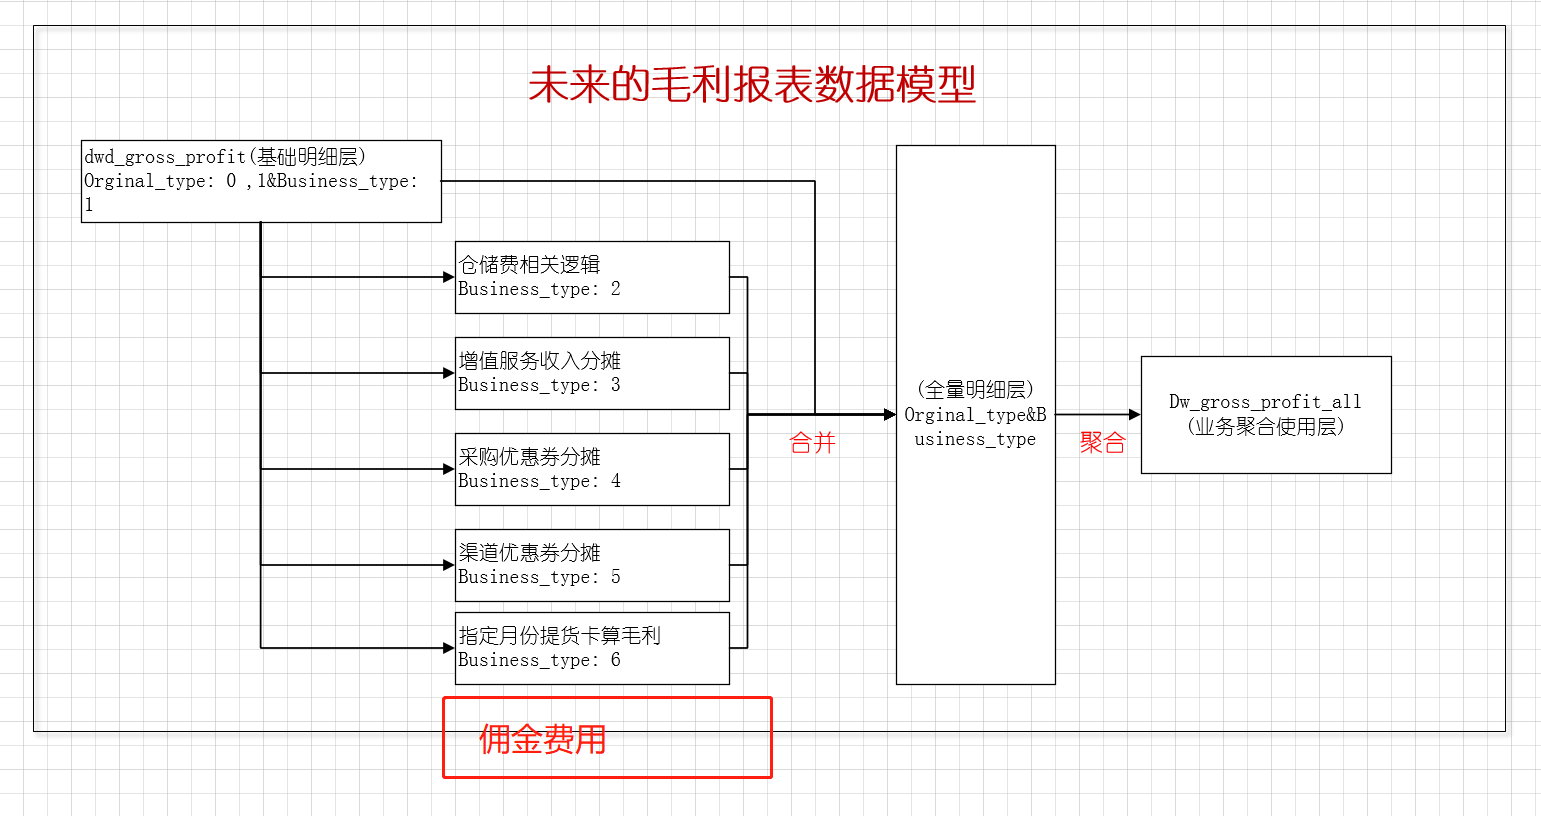 未来的毛利报表数据模型
dwd_gross_profit(基础明细层)
Orginal_type: 0 ,1&Business_type:
1
仓储费相关逻辑
Business_type: 2
增值服务收入分摊
Business_type: 3
采购优惠券分摊
Business_type: 4
渠道优惠券分摊
Business_type: 5
指定月份提货卡算毛利
Business_type: 6
佣金费用
合并
(全量明细层)
Orginal_type&B
usiness_type
聚合
Dw_gross_profit_all
(业务聚合使用层)